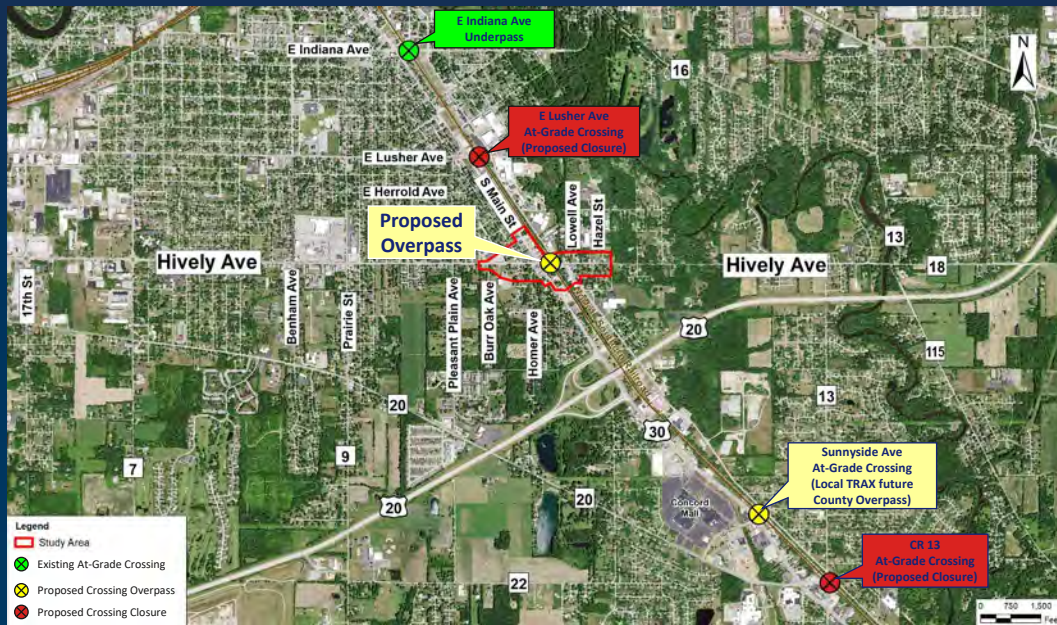 E Indiana Ave
Underpass
E Indiana Ave
N
16
E Lusher Ave
At-Grade Crossing
(Proposed Closure)
E Lusher Ave
E Herrold Ave
S Main St
Lowell Ave
Hazel St
Proposed
Overpass
13
Hively Ave
Hively Ave
18
17th St
Benham Ave
Prairie St
Pleasant Plain Ave
Burr Oak Ave
Homer Ave
20
115
20
13
30
7
9
Sunnyside Ave
At-Grade Crossing
(Local TRAX future
County Overpass)
20
20
Concord
Mall
CR 13
At-Grade Crossing
(Proposed Closure)
22
Legend
Study Area
Existing At-Grade Crossing
Proposed Crossing Overpass
Proposed Crossing Closure
0 750 1,500
Fee